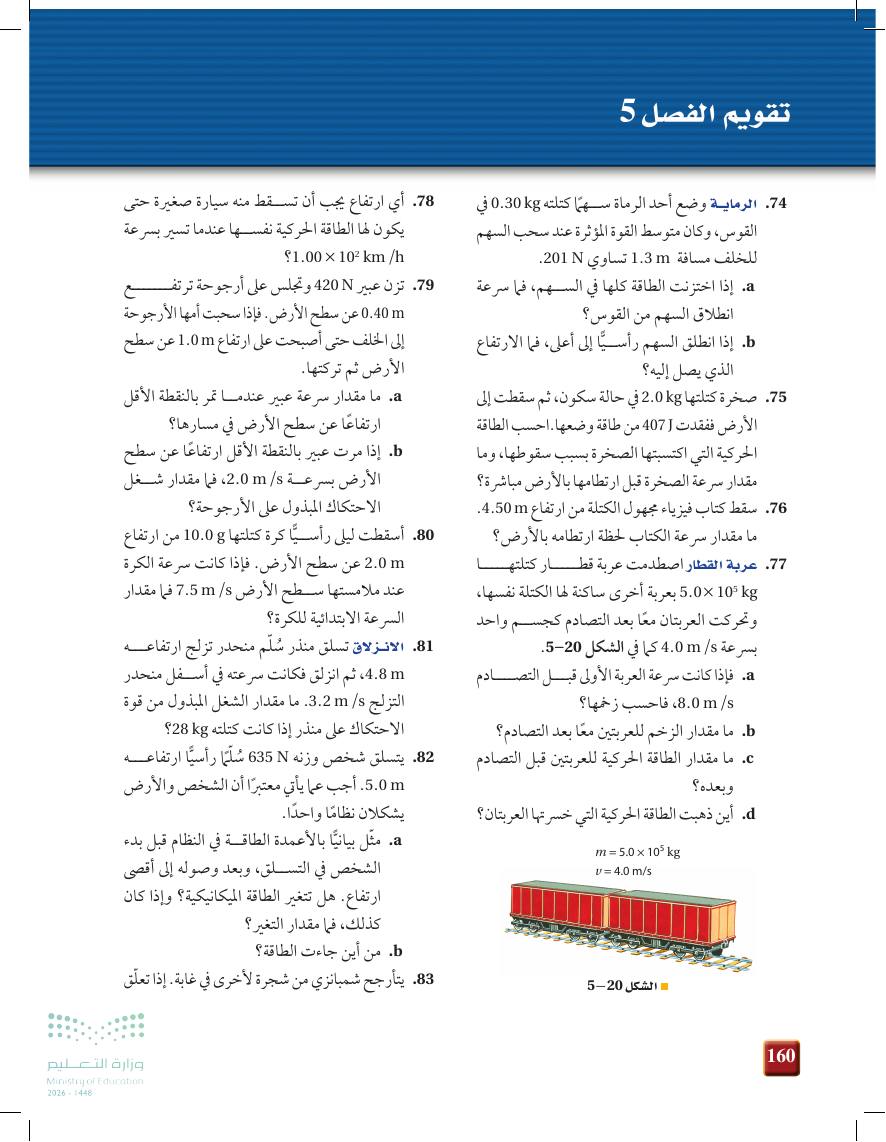 تقويم الفصل 5
74. الرماية وضع أحد الرماة سهمًا كتلته 0.30 kg في
القوس، وكان متوسط القوة المؤثرة عند سحب السهم
للخلف مسافة 1.3 m تساوي 201 N.
a. إذا اختزنت الطاقة كلها في السهم، فما سرعة
انطلاق السهم من القوس؟
b. إذا انطلق السهم رأسيًّا إلى أعلى، فما الارتفاع
الذي يصل إليه؟
75. صخرة كتلتها 2.0 kg في حالة سكون، ثم سقطت إلى
الأرض ففقدت 407 J من طاقة وضعها. احسب الطاقة
الحركية التي اكتسبتها الصخرة بسبب سقوطها، وما
مقدار سرعة الصخرة قبل ارتطامها بالأرض مباشرة؟
76. سقط كتاب فيزياء مجهول الكتلة من ارتفاع 4.50 m.
ما مقدار سرعة الكتاب لحظة ارتطامه بالأرض؟
77. عربة القطار اصطدمت عربة قطار كتلتها
5.0×10⁵ kg بعربة أخرى ساكنة لها الكتلة نفسها،
وتحركت العربتان معًا بعد التصادم كجسم واحد
بسرعة 4.0 m/s كما في الشكل 20–5.
a. فإذا كانت سرعة العربة الأولى قبل التصادم
8.0 m/s، فاحسب زخمها؟
b. ما مقدار الزخم للعربتين معًا بعد التصادم؟
c. ما مقدار الطاقة الحركية للعربتين قبل التصادم
وبعده؟
d. أين ذهبت الطاقة الحركية التي خسرتها العربتان؟
m = 5.0 × 10⁵ kg
v = 4.0 m/s
الشكل 20–5
78. أي ارتفاع يجب أن تسقط منه سيارة صغيرة حتى
يكون لها الطاقة الحركية نفسها عندما تسير بسرعة
1.00×10² km/h؟
79. تزن عبير 420 N وتجلس على أرجوحة ترتفع
0.40 m عن سطح الأرض. فإذا سحبت أمها الأرجوحة
إلى الخلف حتى أصبحت على ارتفاع 1.0 m عن سطح
الأرض ثم تركتها.
a. ما مقدار سرعة عبير عندما تمر بالنقطة الأقل
ارتفاعًا عن سطح الأرض في مسارها؟
b. إذا مرت عبير بالنقطة الأقل ارتفاعًا عن سطح
الأرض بسرعة 2.0 m/s، فما مقدار شغل
الاحتكاك المبذول على الأرجوحة؟
80. أسقطت ليلى رأسيًّا كرة كتلتها 10.0 g من ارتفاع
2.0 m عن سطح الأرض. فإذا كانت سرعة الكرة
عند ملامستها سطح الأرض 7.5 m/s فما مقدار
السرعة الابتدائية للكرة؟
81. الانزلاق تسلق منذر سُلّم منحدر تزلج ارتفاعه
4.8 m، ثم انزلق فكانت سرعته في أسفل منحدر
التزلج 3.2 m/s. ما مقدار الشغل المبذول من قوة
الاحتكاك على منذر إذا كانت كتلته 28 kg؟
82. يتسلق شخص وزنه 635 N سُلّمًا رأسيًّا ارتفاعه
5.0 m. أجب عما يأتي معتبرًا أن الشخص والأرض
يشكلان نظامًا واحدًا.
a. مثّل بيانيًّا بالأعمدة الطاقة في النظام قبل بدء
الشخص في التسلق، وبعد وصوله إلى أقصى
ارتفاع. هل تتغير الطاقة الميكانيكية؟ وإذا كان
كذلك، فما مقدار التغير؟
b. من أين جاءت الطاقة؟
83. يتأرجح شمبانزي من شجرة لأخرى في غابة. إذا تعلّق
160
وزارة التعليم
Ministry of Education
2026 - 1448